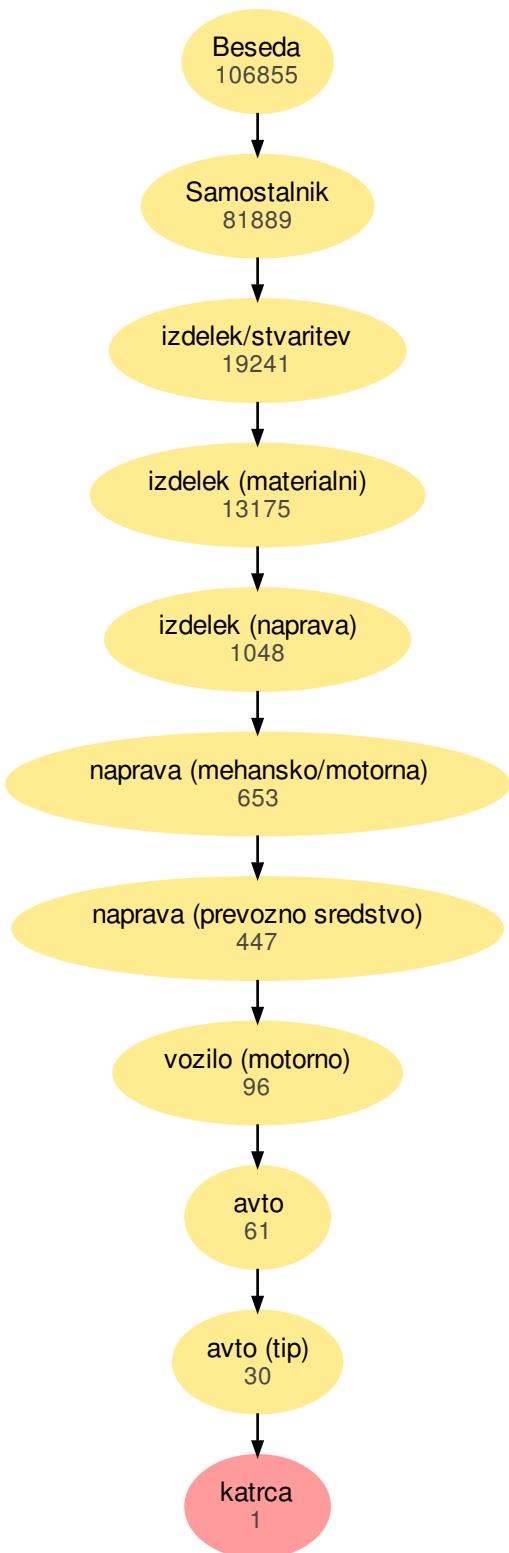 Beseda
106855
Samostalnik
81889
izdelek/stvaritev
19241
izdelek (materialni)
13175
izdelek (naprava)
1048
naprava (mehansko/motorna)
653
naprava (prevozno sredstvo)
447
vozilo (motorno)
96
avto
61
avto (tip)
30
katrca
1